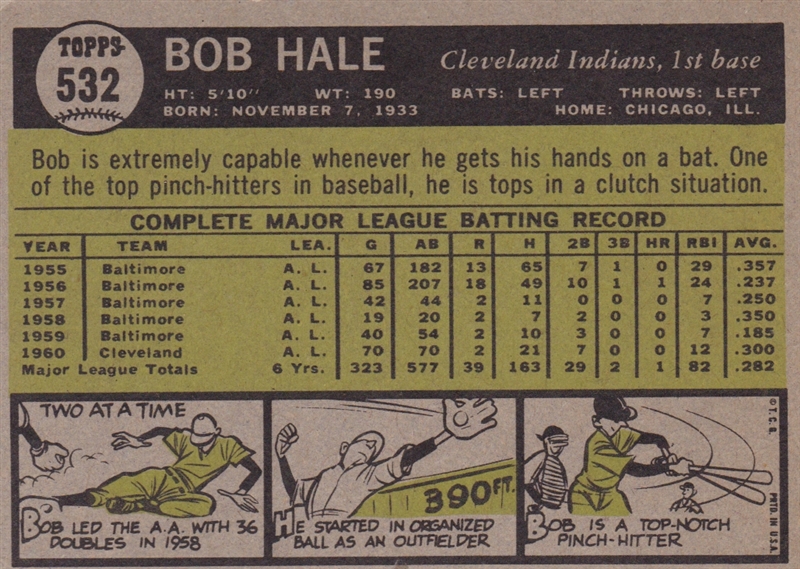 TOPPS
532
BOB HALE
Cleveland Indians, 1st base
HT: 5'10" WT: 190 BATS: LEFT THROWS: LEFT
BORN: NOVEMBER 7, 1933 HOME: CHICAGO, ILL.
Bob is extremely capable whenever he gets his hands on a bat. One
of the top pinch-hitters in baseball, he is tops in a clutch situation.
COMPLETE MAJOR LEAGUE BATTING RECORD
YEAR TEAM LEA. G AB R H 2B 3B HR RBI AVG.
1955 Baltimore A. L. 67 182 13 65 7 1 0 29 .357
1956 Baltimore A. L. 85 207 18 49 10 1 1 24 .237
1957 Baltimore A. L. 42 44 2 11 0 0 0 7 .250
1958 Baltimore A. L. 19 20 2 7 2 0 0 3 .350
1959 Baltimore A. L. 40 54 2 10 3 0 0 7 .185
1960 Cleveland A. L. 70 70 2 21 7 0 0 12 .300
Major League Totals 6 Yrs. 323 577 39 163 29 2 1 82 .282
TWO AT A TIME
BOB LED THE A.A. WITH 36
DOUBLES IN 1958
390 FT.
HE STARTED IN ORGANIZED
BALL AS AN OUTFIELDER
BOB IS A TOP-NOTCH
PINCH-HITTER
© T.C.G.
PRTD. IN U.S.A.